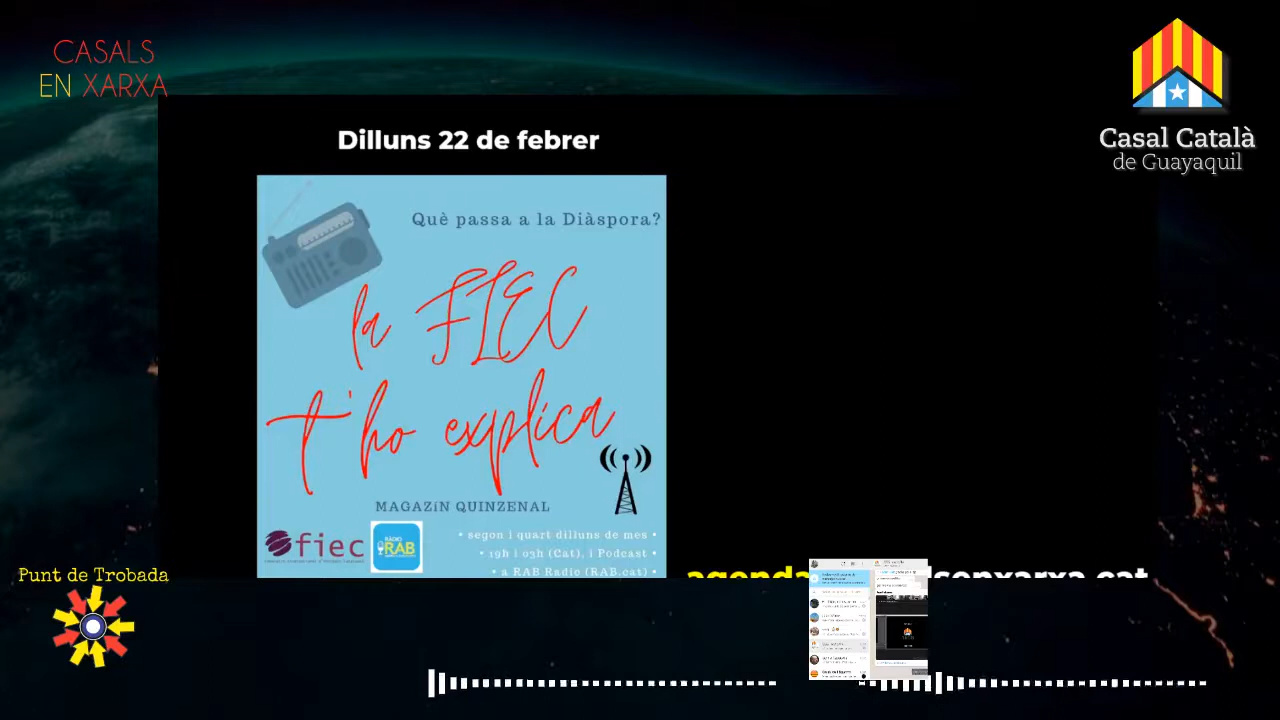 CASALS
EN XARXA
Casal Català
de Guayaquil
Dilluns 22 de febrer
Què passa a la Diàspora?
la FIEC
t'ho explica
MAGAZíN QUINZENAL
fiec
RÀDIO
RAB
• segon i quart dilluns de mes •
• 19h i 03h (Cat), i Podcast •
• a RAB Radio (RAB.cat) •
Punt de Trobada